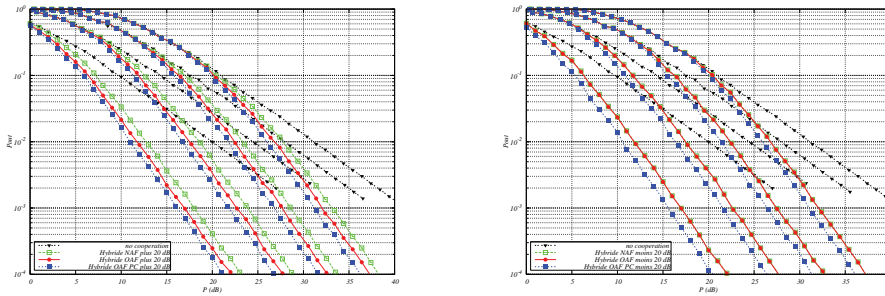 10^0
10^-1
10^-2
10^-3
10^-4
Pout
0 5 10 15 20 25 30 35 40
P (dB)
no cooperation
Hybride NAF plus 20 dB
Hybride OAF plus 20 dB
Hybride OAF PC plus 20 dB
10^0
10^-1
10^-2
10^-3
10^-4
Pout
0 5 10 15 20 25 30 35 40
P (dB)
no cooperation
Hybride NAF moins 20 dB
Hybride OAF moins 20 dB
Hybride OAF PC moins 20 dB